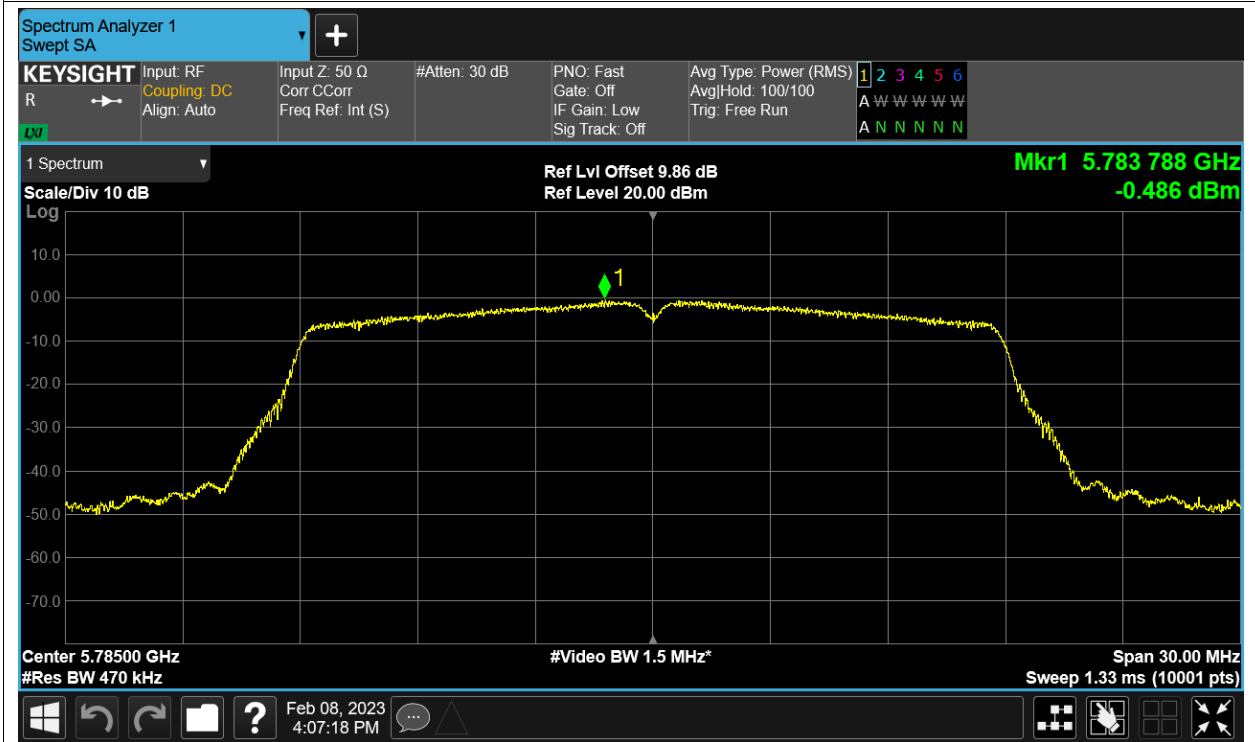 Spectrum Analyzer 1
Swept SA
+
KEYSIGHT
R
LXI
Input: RF
Coupling: DC
Align: Auto
Input Z: 50 Ω
Corr CCorr
Freq Ref: Int (S)
#Atten: 30 dB
PNO: Fast
Gate: Off
IF Gain: Low
Sig Track: Off
Avg Type: Power (RMS)
Avg|Hold: 100/100
Trig: Free Run
1 2 3 4 5 6
A W W W W W
A N N N N N
1 Spectrum
Scale/Div 10 dB
Log
Ref Lvl Offset 9.86 dB
Ref Level 20.00 dBm
Mkr1 5.783 788 GHz
-0.486 dBm
1
10.0
0.00
-10.0
-20.0
-30.0
-40.0
-50.0
-60.0
-70.0
Center 5.78500 GHz
#Res BW 470 kHz
#Video BW 1.5 MHz*
Span 30.00 MHz
Sweep 1.33 ms (10001 pts)
?
Feb 08, 2023
4:07:18 PM